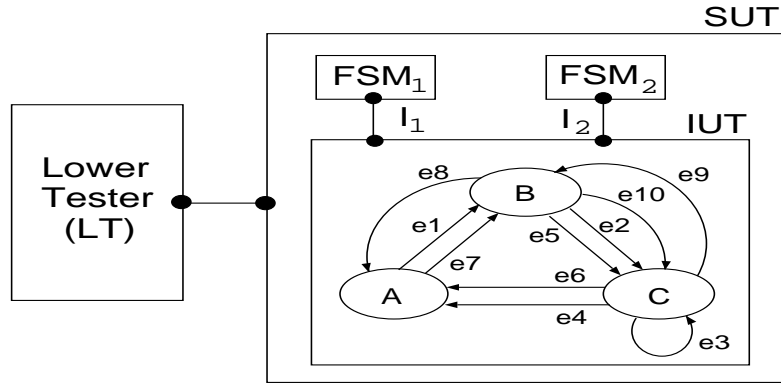 SUT
FSM1
FSM2
I1
I2
IUT
Lower
Tester
(LT)
e8
B
e9
e10
e1
e2
e5
e7
A
e6
C
e4
e3